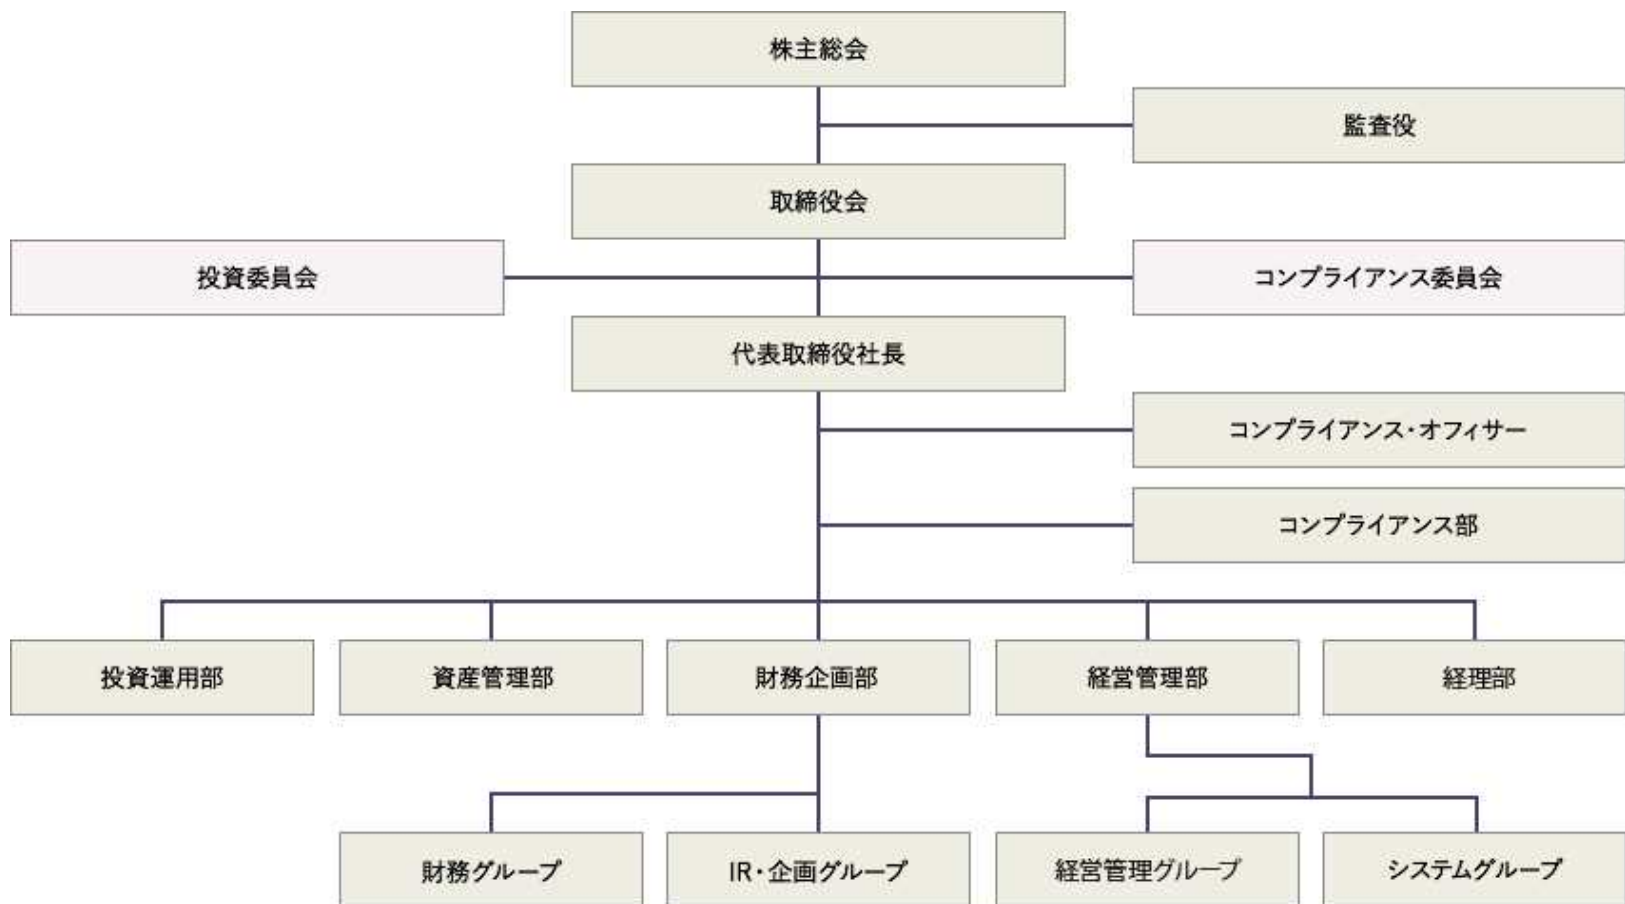 株主総会
監査役
取締役会
投資委員会
コンプライアンス委員会
代表取締役社長
コンプライアンス・オフィサー
コンプライアンス部
投資運用部
資産管理部
財務企画部
経営管理部
経理部
財務グループ
IR・企画グループ
経営管理グループ
システムグループ